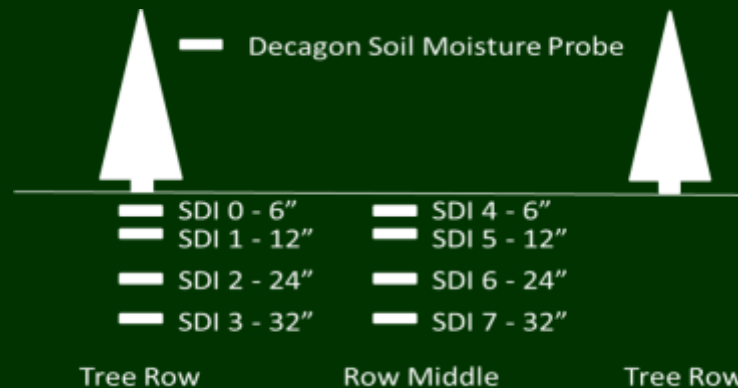 Decagon Soil Moisture Probe
SDI 0 - 6” SDI 4 - 6”
SDI 1 - 12” SDI 5 - 12”
SDI 2 - 24” SDI 6 - 24”
SDI 3 - 32” SDI 7 - 32”
Tree Row Row Middle Tree Row